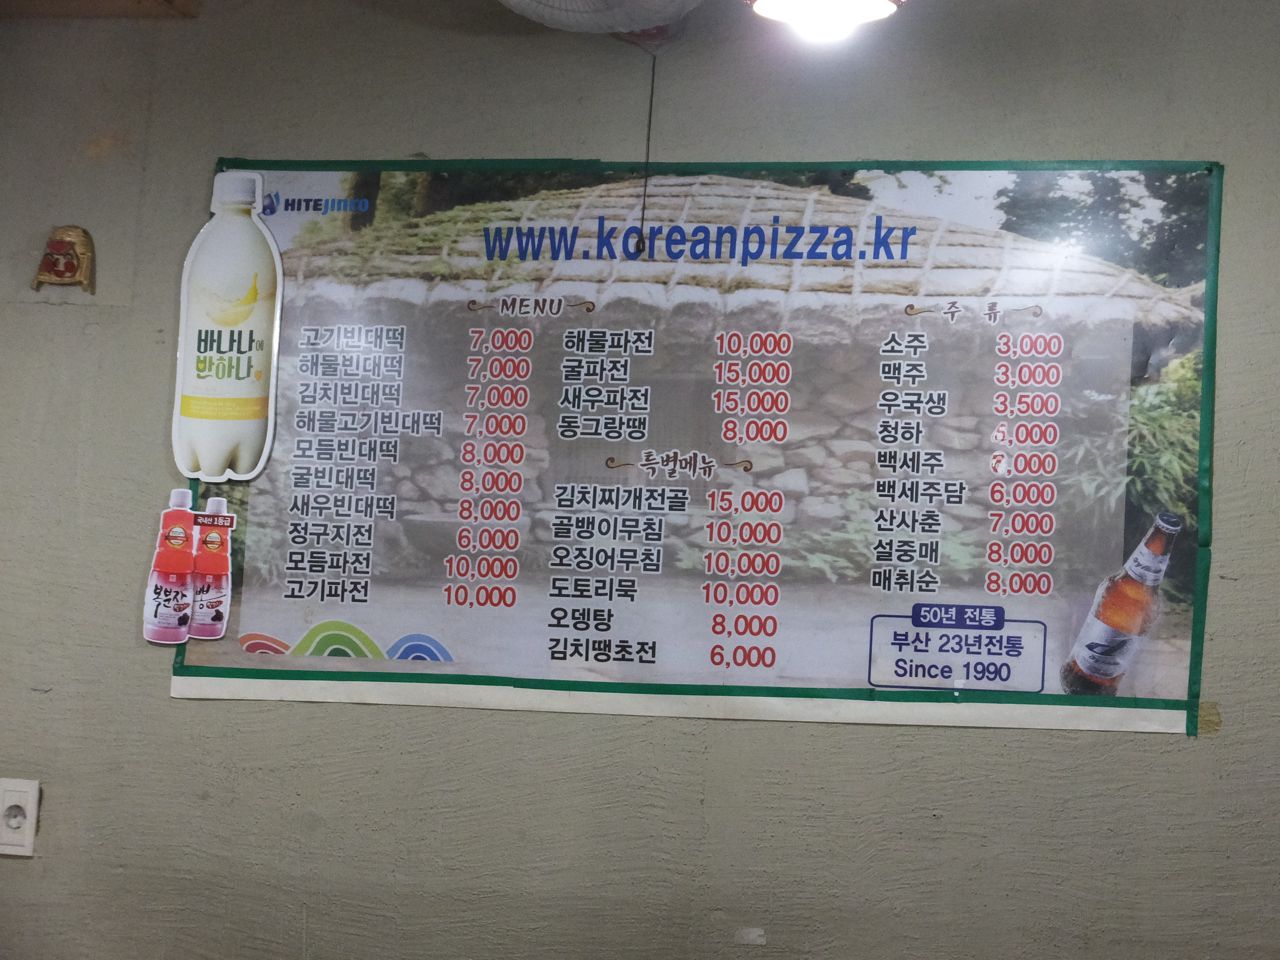 HITEJINRO
www.koreanpizza.kr
MENU
고기빈대떡 7,000
해물빈대떡 7,000
김치빈대떡 7,000
해물고기빈대떡 7,000
모듬빈대떡 8,000
굴빈대떡 8,000
새우빈대떡 8,000
정구지전 6,000
모듬파전 10,000
고기파전 10,000
해물파전 10,000
굴파전 15,000
새우파전 15,000
동그랑땡 8,000
특별메뉴
김치찌개전골 15,000
골뱅이무침 10,000
오징어무침 10,000
도토리묵 10,000
오뎅탕 8,000
김치땡초전 6,000
주 류
소주 3,000
맥주 3,000
우국생 3,500
청하
백세주
백세주담 6,000
산사춘 7,000
설중매 8,000
매취순 8,000
50년 전통
부산 23년전통
Since 1990
바나나에
반하나
국내산 1등급
복분자
뽕